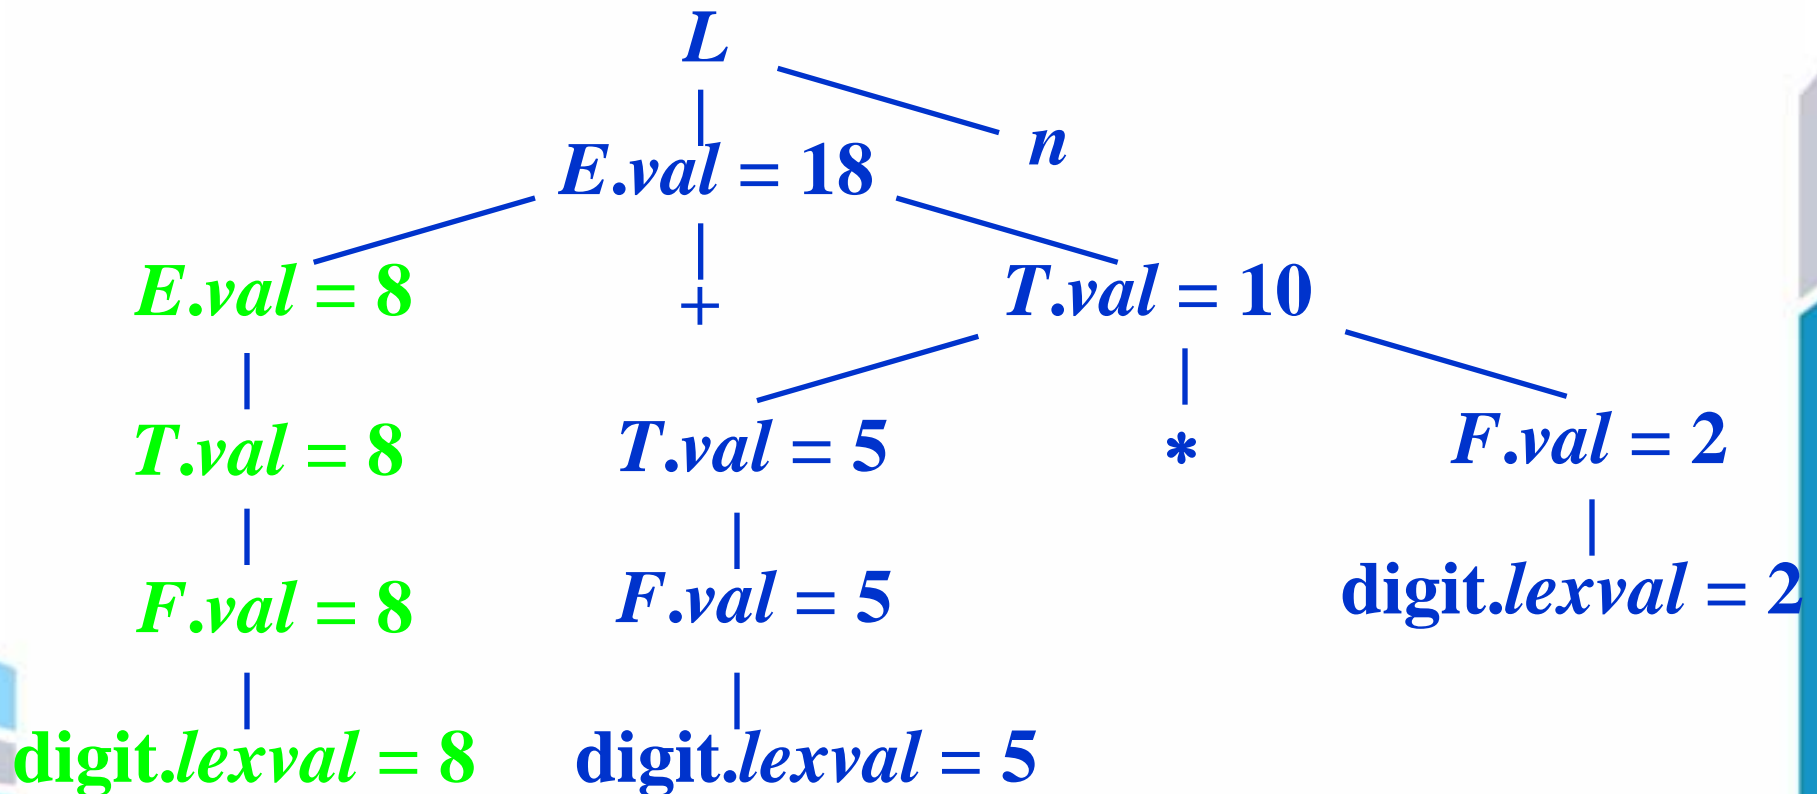 L
n
E.val = 18
E.val = 8
+
T.val = 10
T.val = 8
T.val = 5
*
F.val = 2
F.val = 8
F.val = 5
digit.lexval = 2
digit.lexval = 8
digit.lexval = 5